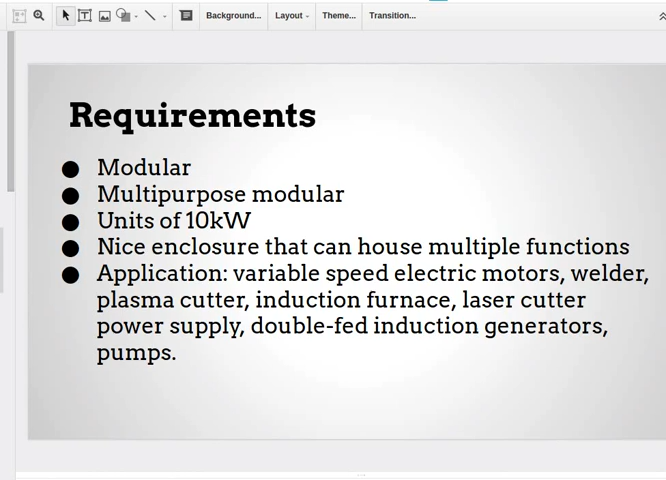 Background... Layout Theme... Transition...
Requirements
● Modular
● Multipurpose modular
● Units of 10kW
● Nice enclosure that can house multiple functions
● Application: variable speed electric motors, welder,
plasma cutter, induction furnace, laser cutter
power supply, double-fed induction generators,
pumps.